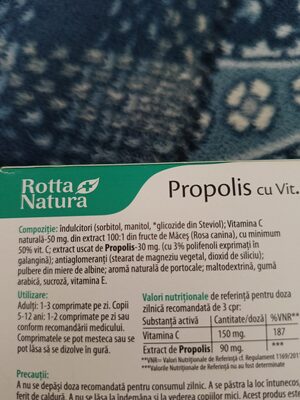 Rotta
Natura
Propolis cu Vit.
Compoziție: îndulcitori (sorbitol, manitol, *glicozide din Steviol); Vitamina C
naturală-50 mg. din extract 100:1 din fructe de Măceș (Rosa canina), cu minimum
50% vit. C; extract uscat de Propolis-30 mg. (cu 3% polifenoli exprimați în
galangină); antiaglomeranți (stearat de magneziu vegetal, dioxid de siliciu);
pulbere din miere de albine; aromă naturală de portocale; maltodextrină, gumă
arabică, sucroză, vitamina E.
Utilizare:
Adulți: 1-3 comprimate pe zi. Copii
5-12 ani: 1-2 comprimate pe zi sau
conform recomandării medicului.
Comprimatele se pot mesteca sau se
pot lăsa să se dizolve în gură.
Valori nutriționale de referință pentru doza
zilnică recomandată de 3 cpr:
Substanță activă Cantitate/doză %VNR**
Vitamina C 150 mg. 187
Extract de Propolis 90 mg. ***
**VNR= Valori Nutriționale de Referință cf. Regulament 1169/201
***Valorile Nutriționale de Referință nu au fost determinate
Precauții:
A nu se depăși doza recomandată pentru consumul zilnic. A se păstra la loc întunecos,
ferit de căldură. A nu se lăsa la îndemâna și la vederea copiilor mici. Acest produs